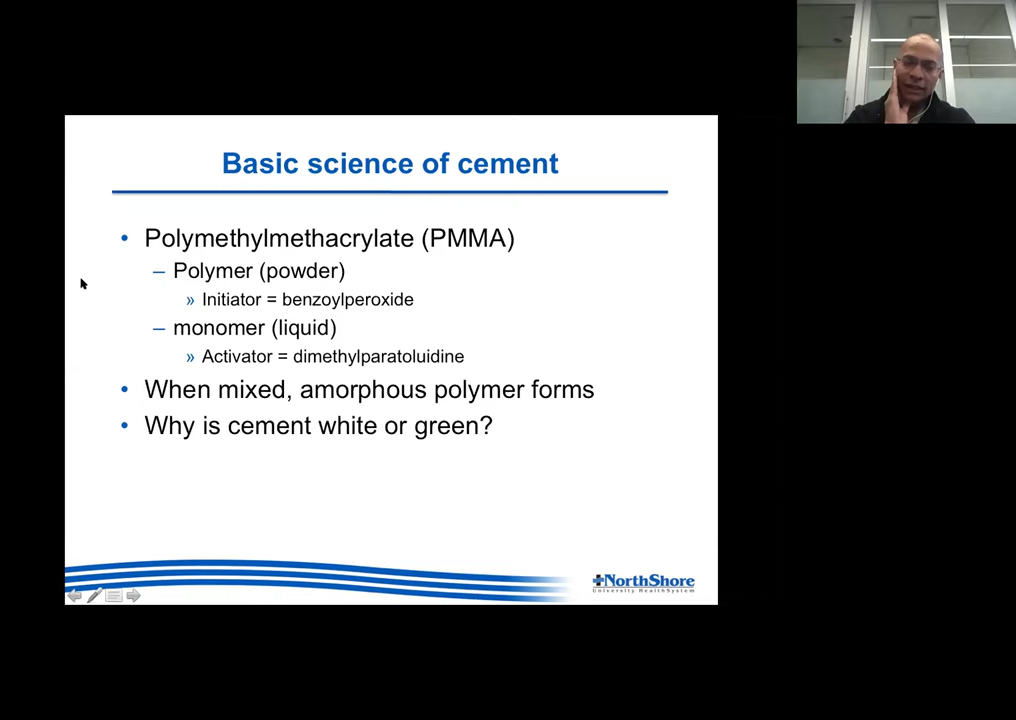 Basic science of cement
• Polymethylmethacrylate (PMMA)
– Polymer (powder)
» Initiator = benzoylperoxide
– monomer (liquid)
» Activator = dimethylparatoluidine
• When mixed, amorphous polymer forms
• Why is cement white or green?
NorthShore
University HealthSystem